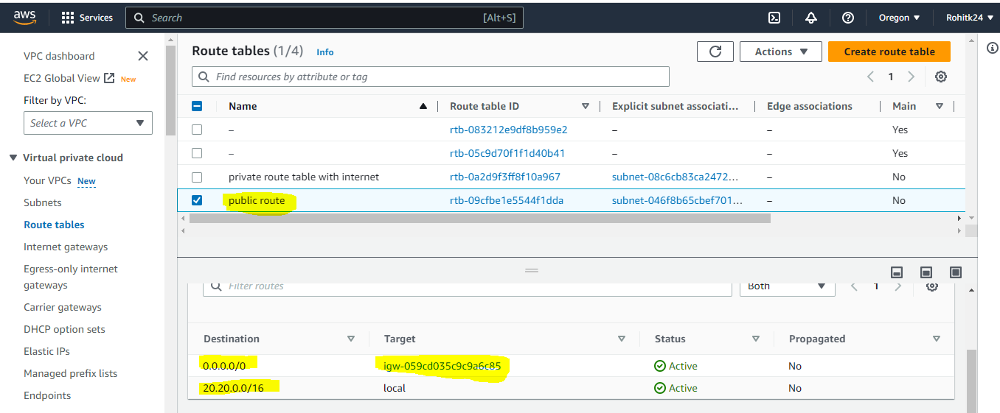 aws Services Search [Alt+S] Oregon Rohitk24
VPC dashboard
EC2 Global View New
Filter by VPC:
Select a VPC
Virtual private cloud
Your VPCs New
Subnets
Route tables
Internet gateways
Egress-only internet
gateways
Carrier gateways
DHCP option sets
Elastic IPs
Managed prefix lists
Endpoints
Route tables (1/4) Info Actions Create route table
Find resources by attribute or tag 1
Name Route table ID Explicit subnet associati... Edge associations Main
– rtb-083212e9df8b959e2 – – Yes
– rtb-05c9d70f1f1d40b41 – – Yes
private route table with internet rtb-0a2d9f3ff8f10a967 subnet-08c6cb83ca2472... – No
public route rtb-09cfbe1e5544f1dda subnet-046f8b65cbef701... – No
Filter routes Both 1
Destination Target Status Propagated
0.0.0.0/0 igw-059cd035c9c9a6c85 Active No
20.20.0.0/16 local Active No